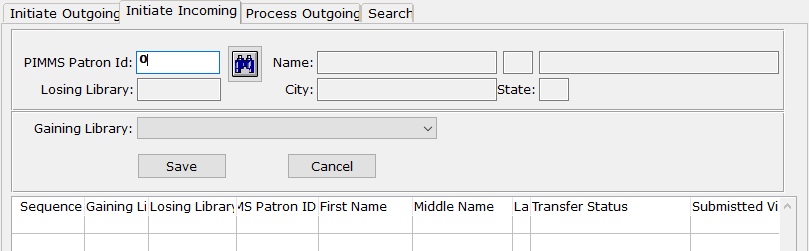 Initiate Outgoing Initiate Incoming Process Outgoing Search
PIMMS Patron Id: 0 Name:
Losing Library: City: State:
Gaining Library:
Save Cancel
Sequence Gaining Li Losing Library MS Patron ID First Name Middle Name La Transfer Status Submistted Vi